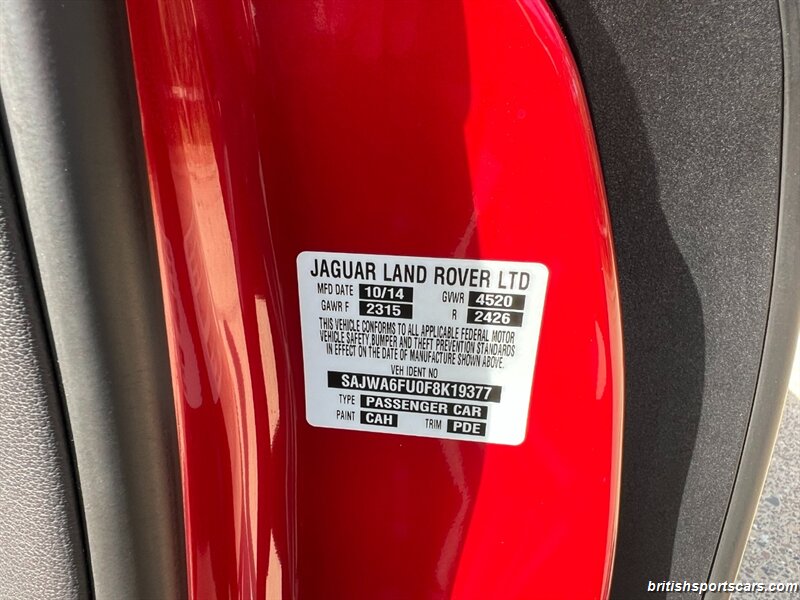 JAGUAR LAND ROVER LTD
MFD DATE 10/14 GVWR 4520
GAWR F 2315 R 2426
THIS VEHICLE CONFORMS TO ALL APPLICABLE FEDERAL MOTOR
VEHICLE SAFETY,BUMPER AND THEFT PREVENTION STANDARDS
IN EFFECT ON THE DATE OF MANUFACTURE SHOWN ABOVE.
VEH IDENT NO
SAJWA6FU0F8K19377
TYPE PASSENGER CAR
PAINT CAH TRIM PDE
britishsportscars.com